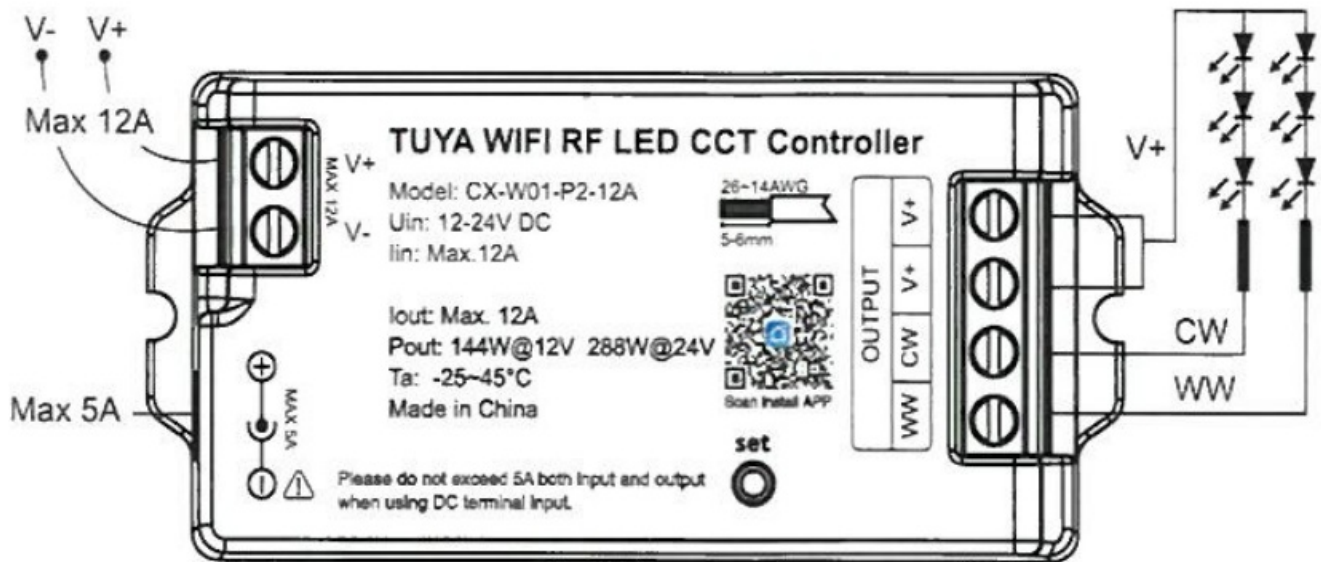 V- V+
Max 12A
V+
V-
MAX 12A
TUYA WIFI RF LED CCT Controller
Model: CX-W01-P2-12A
Uin: 12-24V DC
Iin: Max.12A
Iout: Max. 12A
Pout: 144W@12V 288W@24V
Ta: -25~45°C
Made in China
26~14AWG
5-6mm
Scan Install APP
set
Max 5A
MAX 5A
Please do not exceed 5A both input and output
when using DC terminal input.
OUTPUT
V+
V+
CW
WW
V+
CW
WW